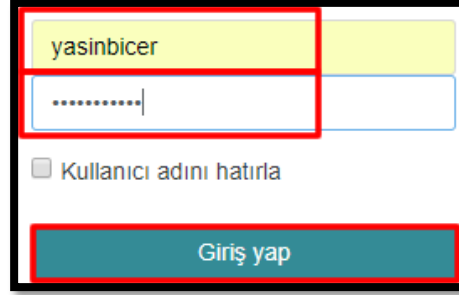 yasinbicer
•••••••••••
Kullanıcı adını hatırla
Giriş yap